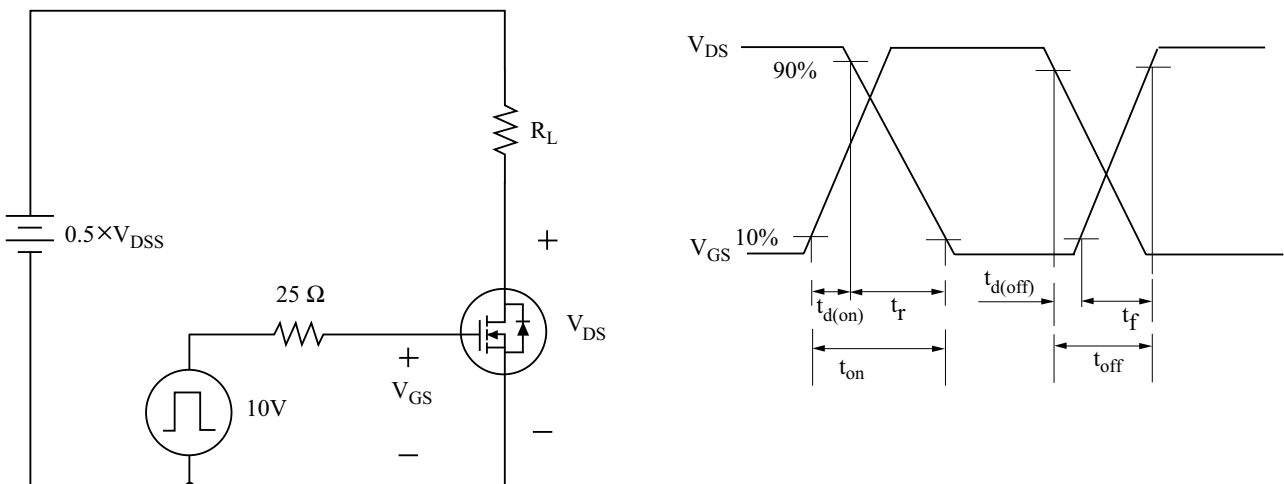 R_L
0.5×V_DSS
25 Ω
V_DS
V_GS
10V
V_DS
90%
V_GS 10%
t_d(on)
t_r
t_d(off)
t_f
t_on
t_off